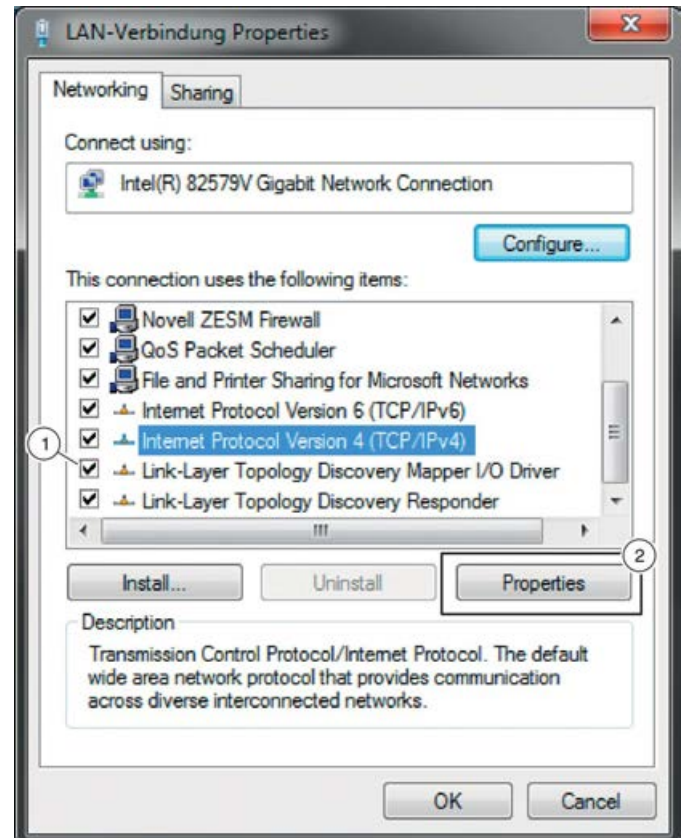 LAN-Verbindung Properties
Networking Sharing
Connect using:
Intel(R) 82579V Gigabit Network Connection
Configure...
This connection uses the following items:
Novell ZESM Firewall
QoS Packet Scheduler
File and Printer Sharing for Microsoft Networks
Internet Protocol Version 6 (TCP/IPv6)
Internet Protocol Version 4 (TCP/IPv4)
1
Link-Layer Topology Discovery Mapper I/O Driver
Link-Layer Topology Discovery Responder
2
Install... Uninstall Properties
Description
Transmission Control Protocol/Internet Protocol. The default
wide area network protocol that provides communication
across diverse interconnected networks.
OK Cancel